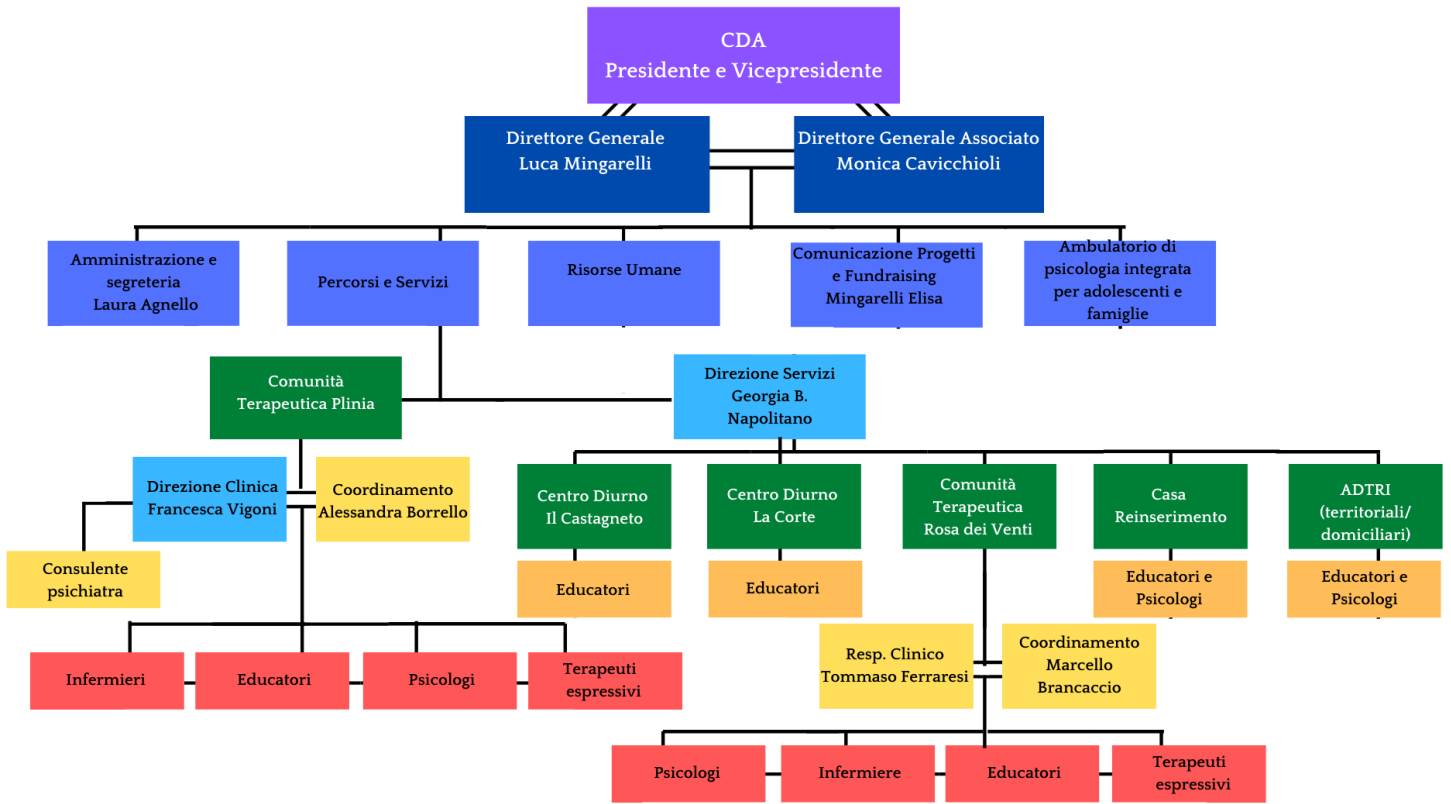 CDA
Presidente e Vicepresidente
Direttore Generale
Luca Mingarelli
Direttore Generale Associato
Monica Cavicchioli
Amministrazione e
segreteria
Laura Agnello
Percorsi e Servizi
Risorse Umane
Comunicazione Progetti
e Fundraising
Mingarelli Elisa
Ambulatorio di
psicologia integrata
per adolescenti e
famiglie
Comunità
Terapeutica Plinia
Direzione Servizi
Georgia B.
Napolitano
Direzione Clinica
Francesca Vigoni
Coordinamento
Alessandra Borrello
Consulente
psichiatra
Centro Diurno
Il Castagneto
Centro Diurno
La Corte
Comunità
Terapeutica
Rosa dei Venti
Casa
Reinserimento
ADTRI
(territoriali/
domiciliari)
Educatori
Educatori
Educatori e
Psicologi
Educatori e
Psicologi
Infermieri
Educatori
Psicologi
Terapeuti
espressivi
Resp. Clinico
Tommaso Ferraresi
Coordinamento
Marcello
Brancaccio
Psicologi
Infermiere
Educatori
Terapeuti
espressivi